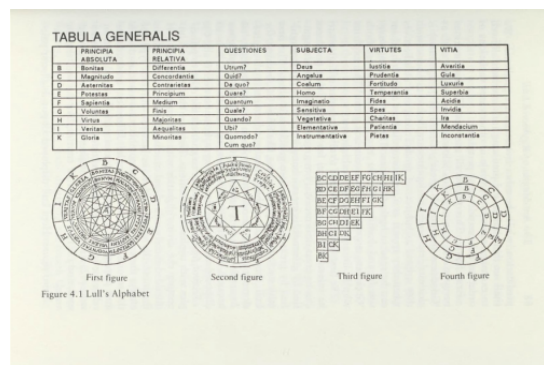 TABULA GENERALIS
PRINCIPIA ABSOLUTA PRINCIPIA RELATIVA QUESTIONES SUBJECTA VIRTUTES VITIA
B Bonitas Differentia Utrum? Deus Iustitia Avaritia
C Magnitudo Concordantia Quid? Angelus Prudentia Gula
D Aeternitas Contrarietas De quo? Coelum Fortitudo Luxuria
E Potestas Principium Quare? Homo Temperantia Superbia
F Sapientia Medium Quantum Imaginatio Fides Acidia
G Voluntas Finis Quale? Sensitiva Spes Invidia
H Virtus Majoritas Quando? Vegetativa Charitas Ira
I Veritas Aequalitas Ubi? Elementativa Patientia Mendacium
K Gloria Minoritas Quomodo? Instrumentativa Pietas Inconstantia
Cum quo?
T
BC CD DE EF FG GH HI IK
BD CE DF EG FH GI HK
BE CF DG EH FI GK
BF CG DH EI FK
BG CH DI EK
BH CI DK
BI CK
BK
First figure Second figure Third figure Fourth figure
Figure 4.1 Lull's Alphabet